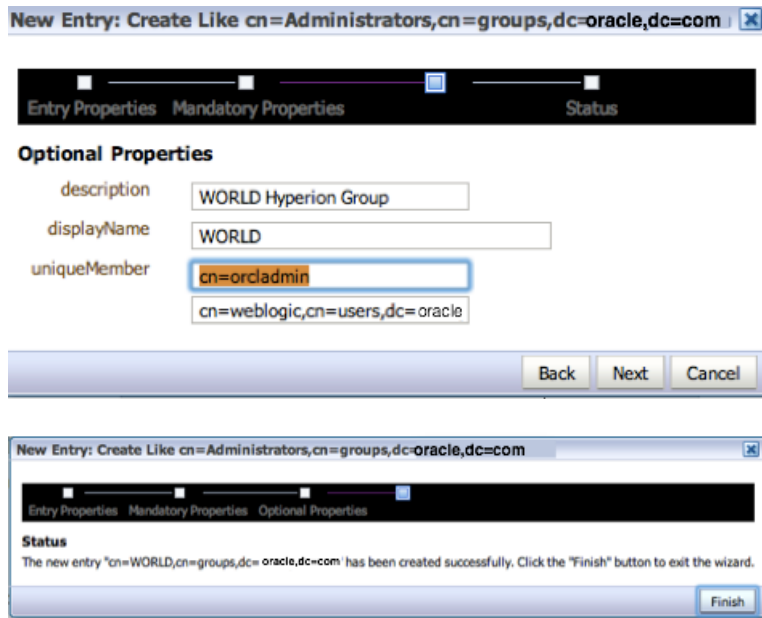 New Entry: Create Like cn=Administrators,cn=groups,dc=oracle,dc=com
Entry Properties Mandatory Properties Status
Optional Properties
description WORLD Hyperion Group
displayName WORLD
uniqueMember cn=orcladmin
cn=weblogic,cn=users,dc=oracle
Back Next Cancel
New Entry: Create Like cn=Administrators,cn=groups,dc=oracle,dc=com
Entry Properties Mandatory Properties Optional Properties
Status
The new entry "cn=WORLD,cn=groups,dc= oracle,dc=com' has been created successfully. Click the "Finish" button to exit the wizard.
Finish